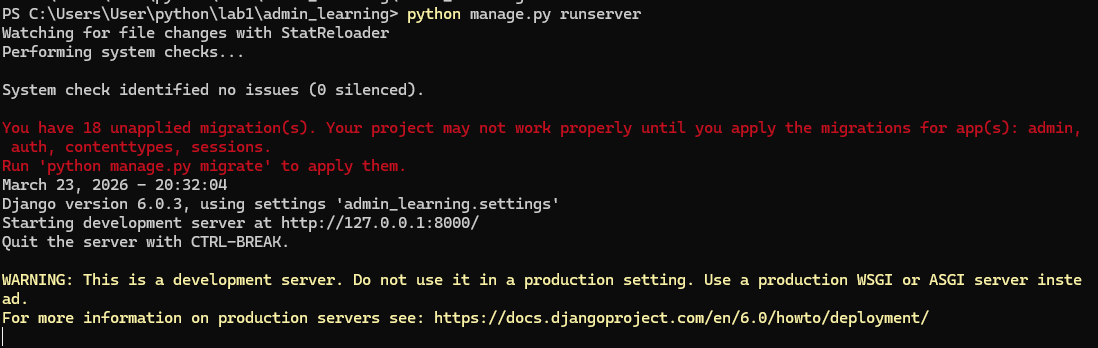 PS C:\Users\User\python\lab1\admin_learning> python manage.py runserver
Watching for file changes with StatReloader
Performing system checks...
System check identified no issues (0 silenced).
You have 18 unapplied migration(s). Your project may not work properly until you apply the migrations for app(s): admin,
 auth, contenttypes, sessions.
Run 'python manage.py migrate' to apply them.
March 23, 2026 - 20:32:04
Django version 6.0.3, using settings 'admin_learning.settings'
Starting development server at http://127.0.0.1:8000/
Quit the server with CTRL-BREAK.
WARNING: This is a development server. Do not use it in a production setting. Use a production WSGI or ASGI server inste
ad.
For more information on production servers see: https://docs.djangoproject.com/en/6.0/howto/deployment/